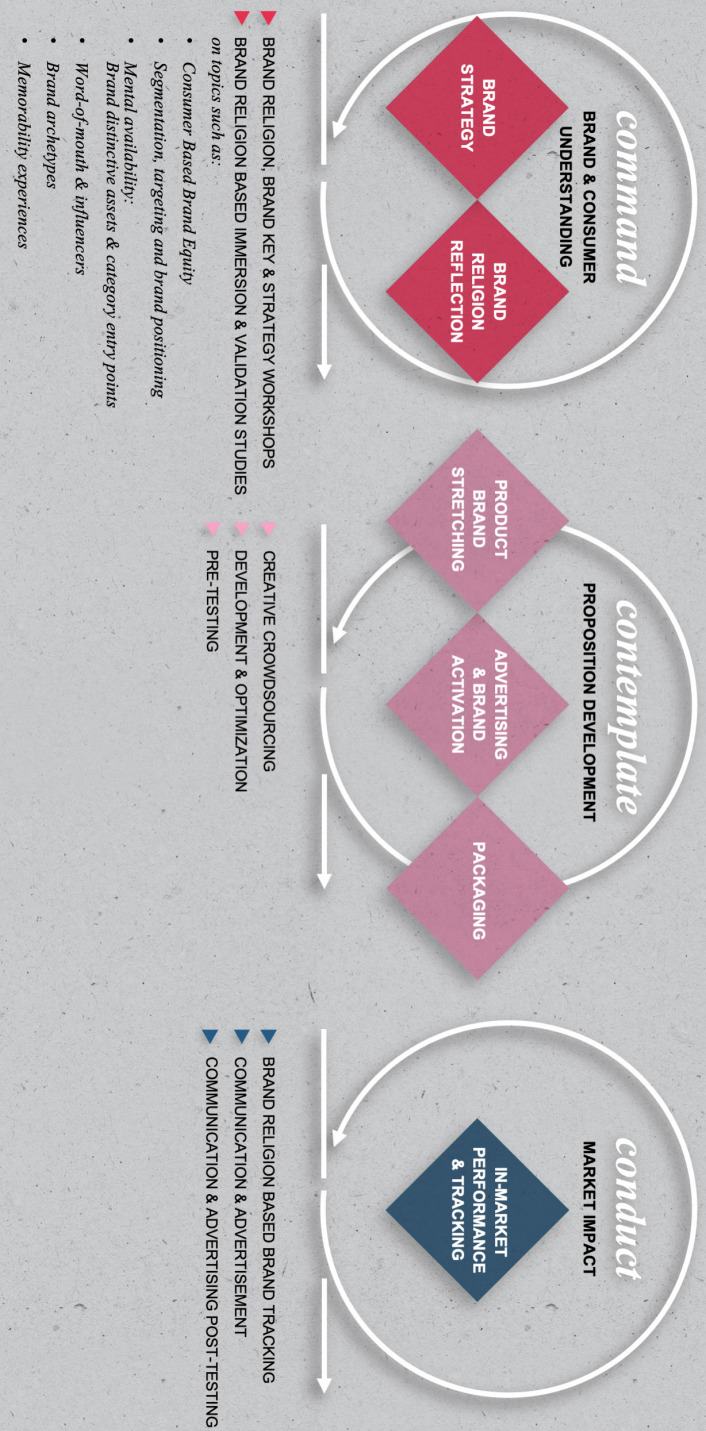 command
BRAND & CONSUMER
UNDERSTANDING
BRAND
STRATEGY
BRAND
RELIGION
REFLECTION
BRAND RELIGION, BRAND KEY & STRATEGY WORKSHOPS
BRAND RELIGION BASED IMMERSION & VALIDATION STUDIES
on topics such as:
• Consumer Based Brand Equity
• Segmentation, targeting and brand positioning
• Mental availability:
Brand distinctive assets & category entry points
• Word-of-mouth & influencers
• Brand archetypes
• Memorability experiences
contemplate
PROPOSITION DEVELOPMENT
PRODUCT
BRAND
STRETCHING
ADVERTISING
& BRAND
ACTIVATION
PACKAGING
CREATIVE CROWDSOURCING
DEVELOPMENT & OPTIMIZATION
PRE-TESTING
conduct
MARKET IMPACT
IN-MARKET
PERFORMANCE
& TRACKING
BRAND RELIGION BASED BRAND TRACKING
COMMUNICATION & ADVERTISEMENT
COMMUNICATION & ADVERTISING POST-TESTING